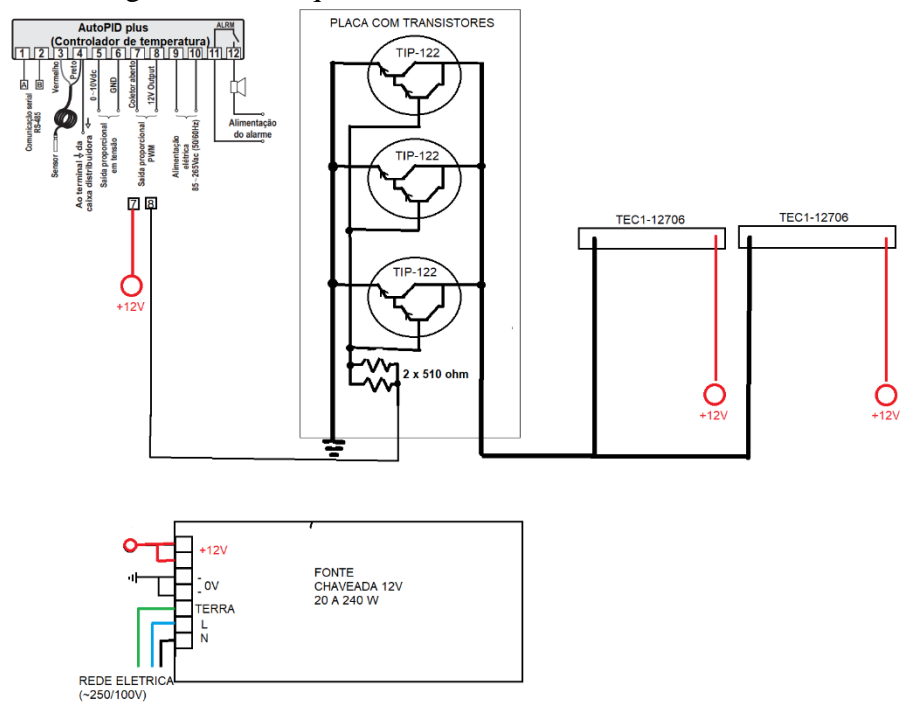 PLACA COM TRANSISTORES
AutoPID plus
(Controlador de temperatura)
ALRM
1 2 3 4 5 6 7 8 9 10 11 12
A
B
Comunicação serial
RS-485
Vermelho
Preto
Sensor
Ao terminal ⏚ da
caixa distribuidora
0~10Vdc
GND
Saída proporcional
em tensão
Coletor aberto
12V Output
Saída proporcional
PWM
Alimentação
elétrica
85~265Vac (50/60Hz)
Alimentação
do alarme
7 8
+12V
TIP-122
TIP-122
TIP-122
2 x 510 ohm
TEC1-12706
TEC1-12706
+12V
+12V
+12V
-
0V
-
TERRA
L
N
FONTE
CHAVEADA 12V
20 A 240 W
REDE ELETRICA
(~250/100V)